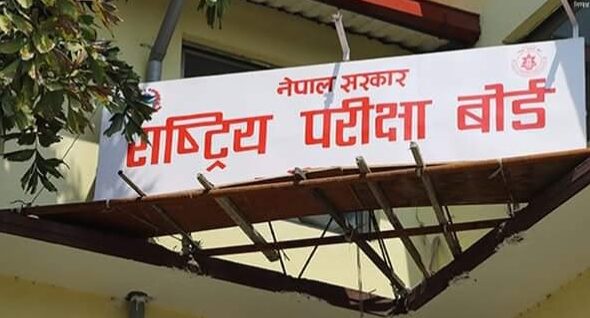 नेपाल सरकार
राष्ट्रिय परीक्षा बोर्ड